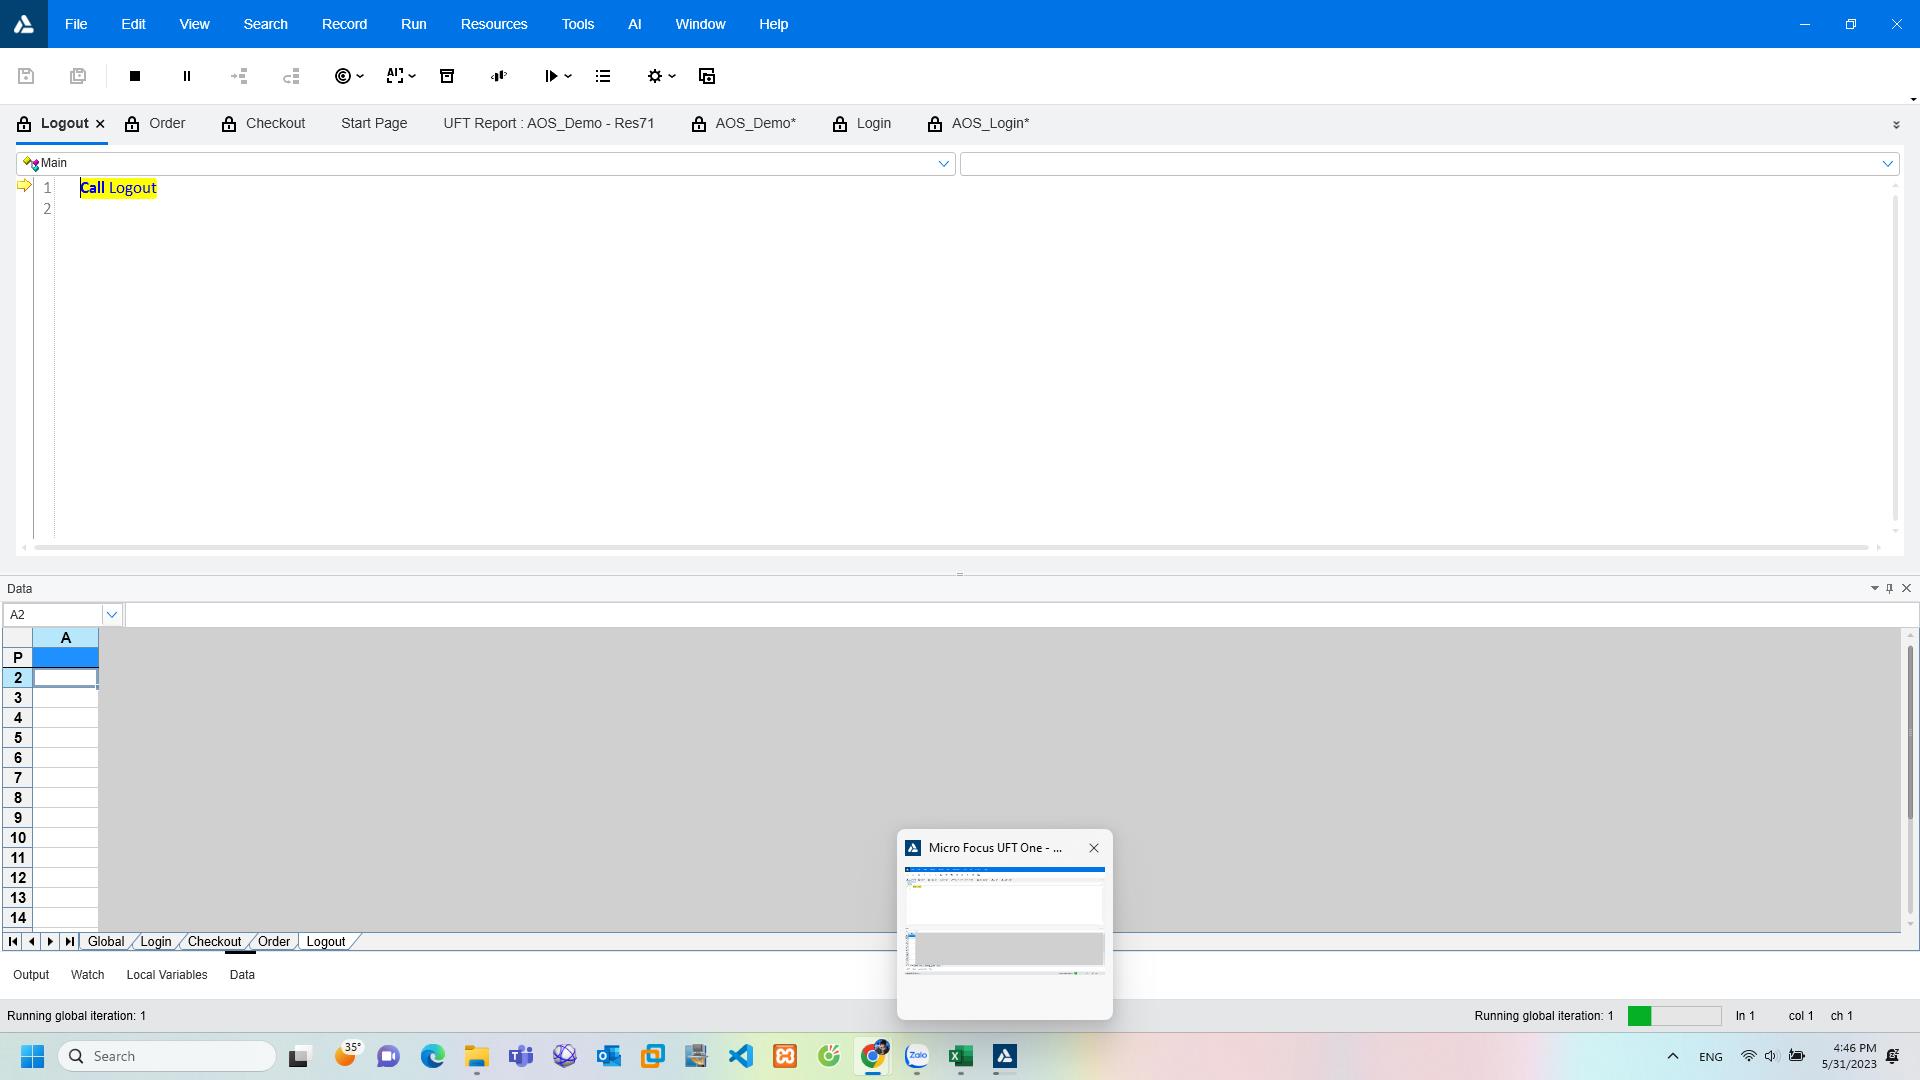 File Edit View Search Record Run Resources Tools AI Window Help
AI
Logout Order Checkout Start Page UFT Report : AOS_Demo - Res71 AOS_Demo* Login AOS_Login*
Main
1 Call Logout
2
Data
A2
A
P
2
3
4
5
6
7
8
9
10
11
12
13
14
Micro Focus UFT One - ...
Global Login Checkout Order Logout
Output Watch Local Variables Data
Running global iteration: 1 Running global iteration: 1 ln 1 col 1 ch 1
Search 35° Zalo ENG 4:46 PM
5/31/2023